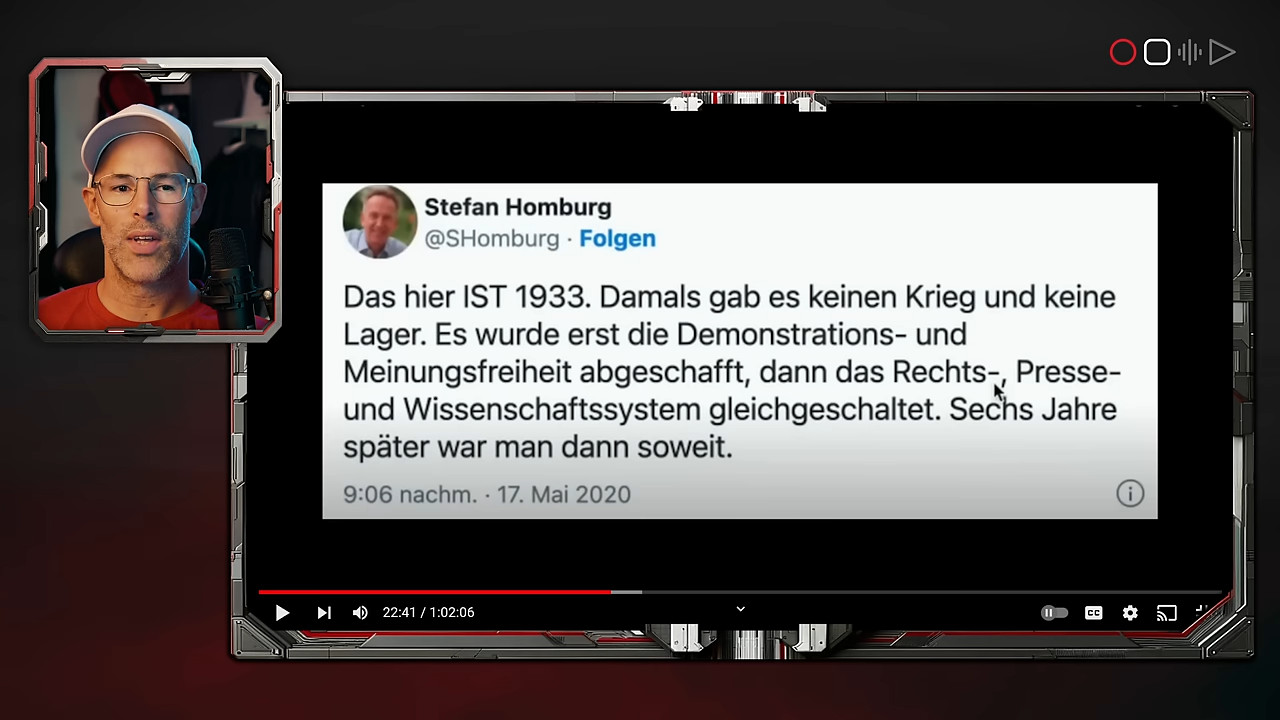 Stefan Homburg
@SHomburg · Folgen
Das hier IST 1933. Damals gab es keinen Krieg und keine
Lager. Es wurde erst die Demonstrations- und
Meinungsfreiheit abgeschafft, dann das Rechts-, Presse-
und Wissenschaftssystem gleichgeschaltet. Sechs Jahre
später war man dann soweit.
9:06 nachm. · 17. Mai 2020
22:41 / 1:02:06
CC